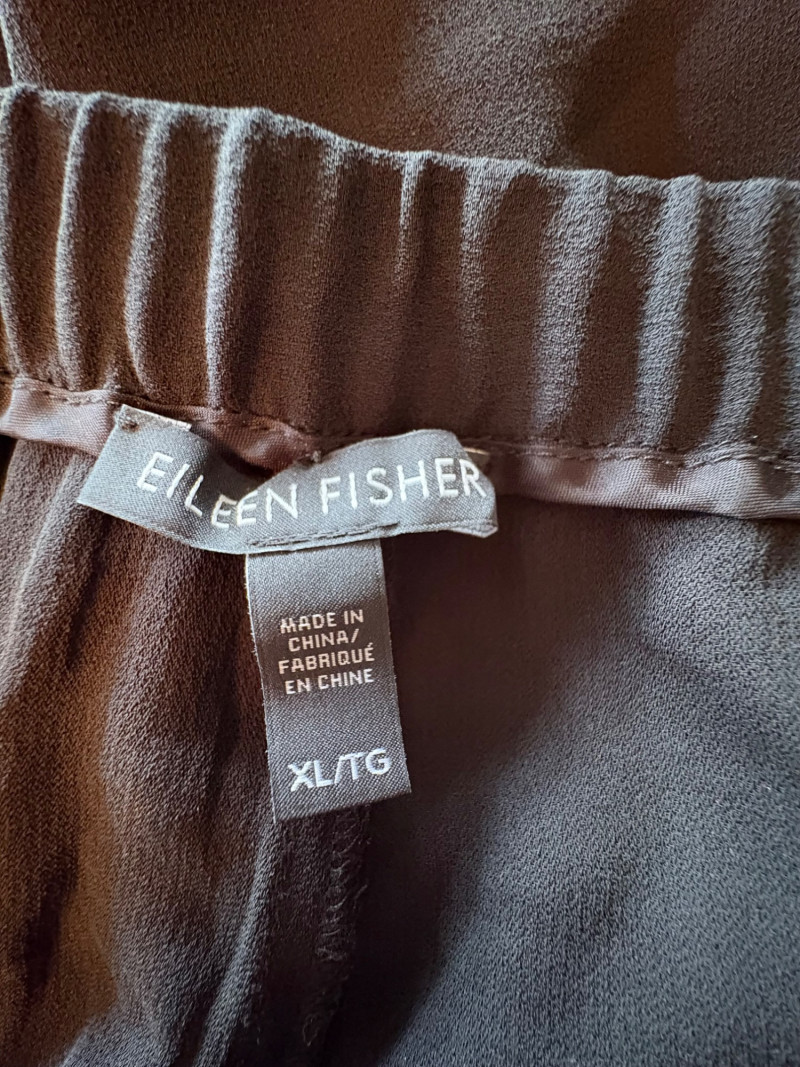 EILEEN FISHER
MADE IN
CHINA/
FABRIQUÉ
EN CHINE
XL/TG